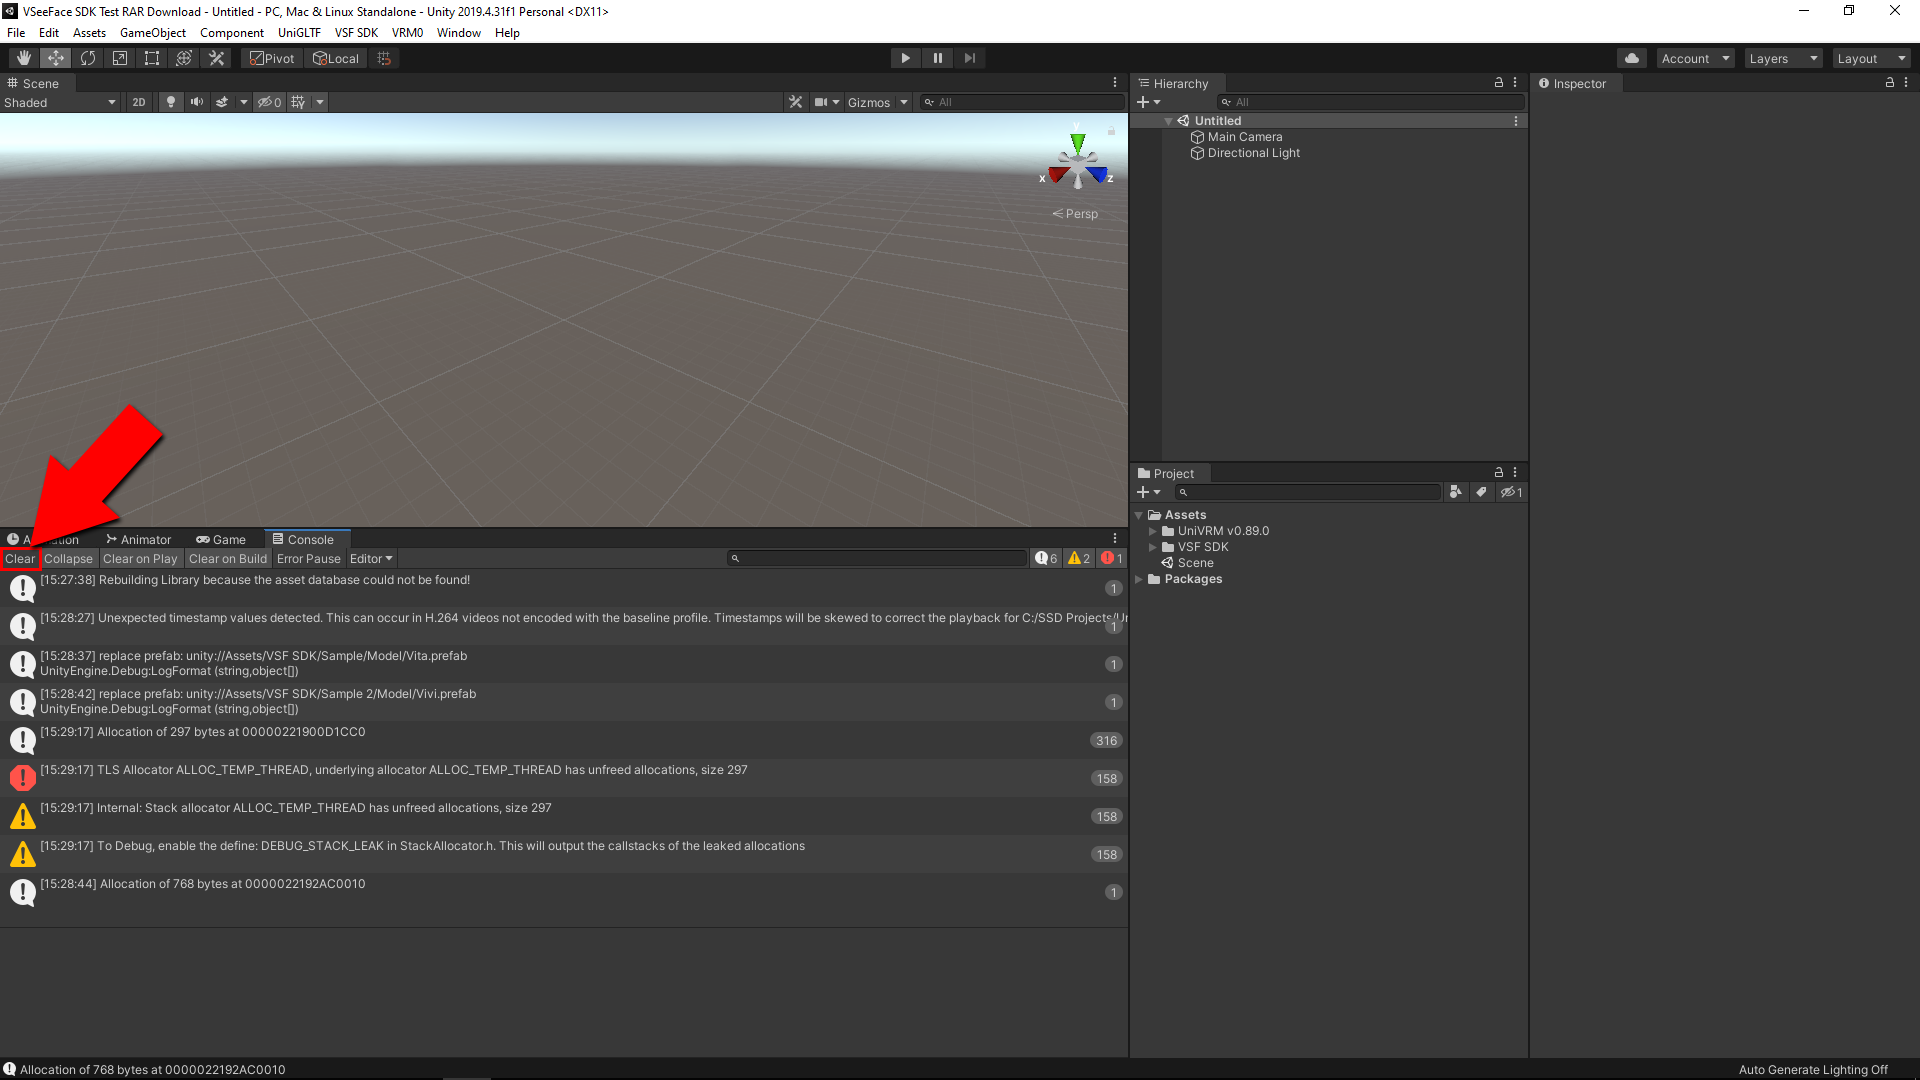 VSeeFace SDK Test RAR Download - Untitled - PC, Mac & Linux Standalone - Unity 2019.4.31f1 Personal <DX11>
File Edit Assets GameObject Component UniGLTF VSF SDK VRM0 Window Help
Pivot Local Account Layers Layout
Scene
Shaded 2D 0 Gizmos All
y
x z
Persp
Hierarchy
All
Untitled
Main Camera
Directional Light
Inspector
Project
1
Assets
UniVRM v0.89.0
VSF SDK
Scene
Packages
Animator Game Console
Clear Collapse Clear on Play Clear on Build Error Pause Editor 6 2 1
[15:27:38] Rebuilding Library because the asset database could not be found! 1
[15:28:27] Unexpected timestamp values detected. This can occur in H.264 videos not encoded with the baseline profile. Timestamps will be skewed to correct the playback for C:/SSD Projects/ 1
[15:28:37] replace prefab: unity://Assets/VSF SDK/Sample/Model/Vita.prefab
UnityEngine.Debug:LogFormat (string,object[]) 1
[15:28:42] replace prefab: unity://Assets/VSF SDK/Sample 2/Model/Vivi.prefab
UnityEngine.Debug:LogFormat (string,object[]) 1
[15:29:17] Allocation of 297 bytes at 00000221900D1CC0 316
[15:29:17] TLS Allocator ALLOC_TEMP_THREAD, underlying allocator ALLOC_TEMP_THREAD has unfreed allocations, size 297 158
[15:29:17] Internal: Stack allocator ALLOC_TEMP_THREAD has unfreed allocations, size 297 158
[15:29:17] To Debug, enable the define: DEBUG_STACK_LEAK in StackAllocator.h. This will output the callstacks of the leaked allocations 158
[15:28:44] Allocation of 768 bytes at 0000022192AC0010 1
Allocation of 768 bytes at 0000022192AC0010 Auto Generate Lighting Off